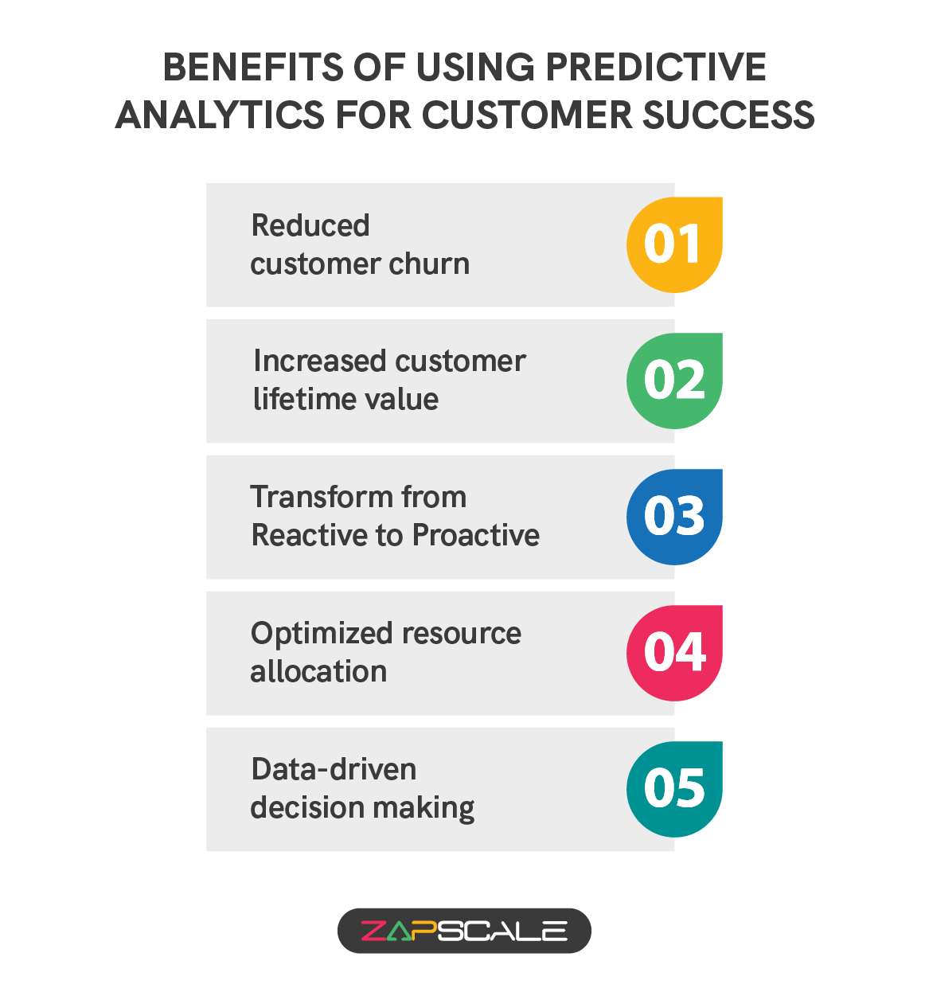 BENEFITS OF USING PREDICTIVE
ANALYTICS FOR CUSTOMER SUCCESS
Reduced
customer churn
01
Increased customer
lifetime value
02
Transform from
Reactive to Proactive
03
Optimized resource
allocation
04
Data-driven
decision making
05
ZAPSCALE